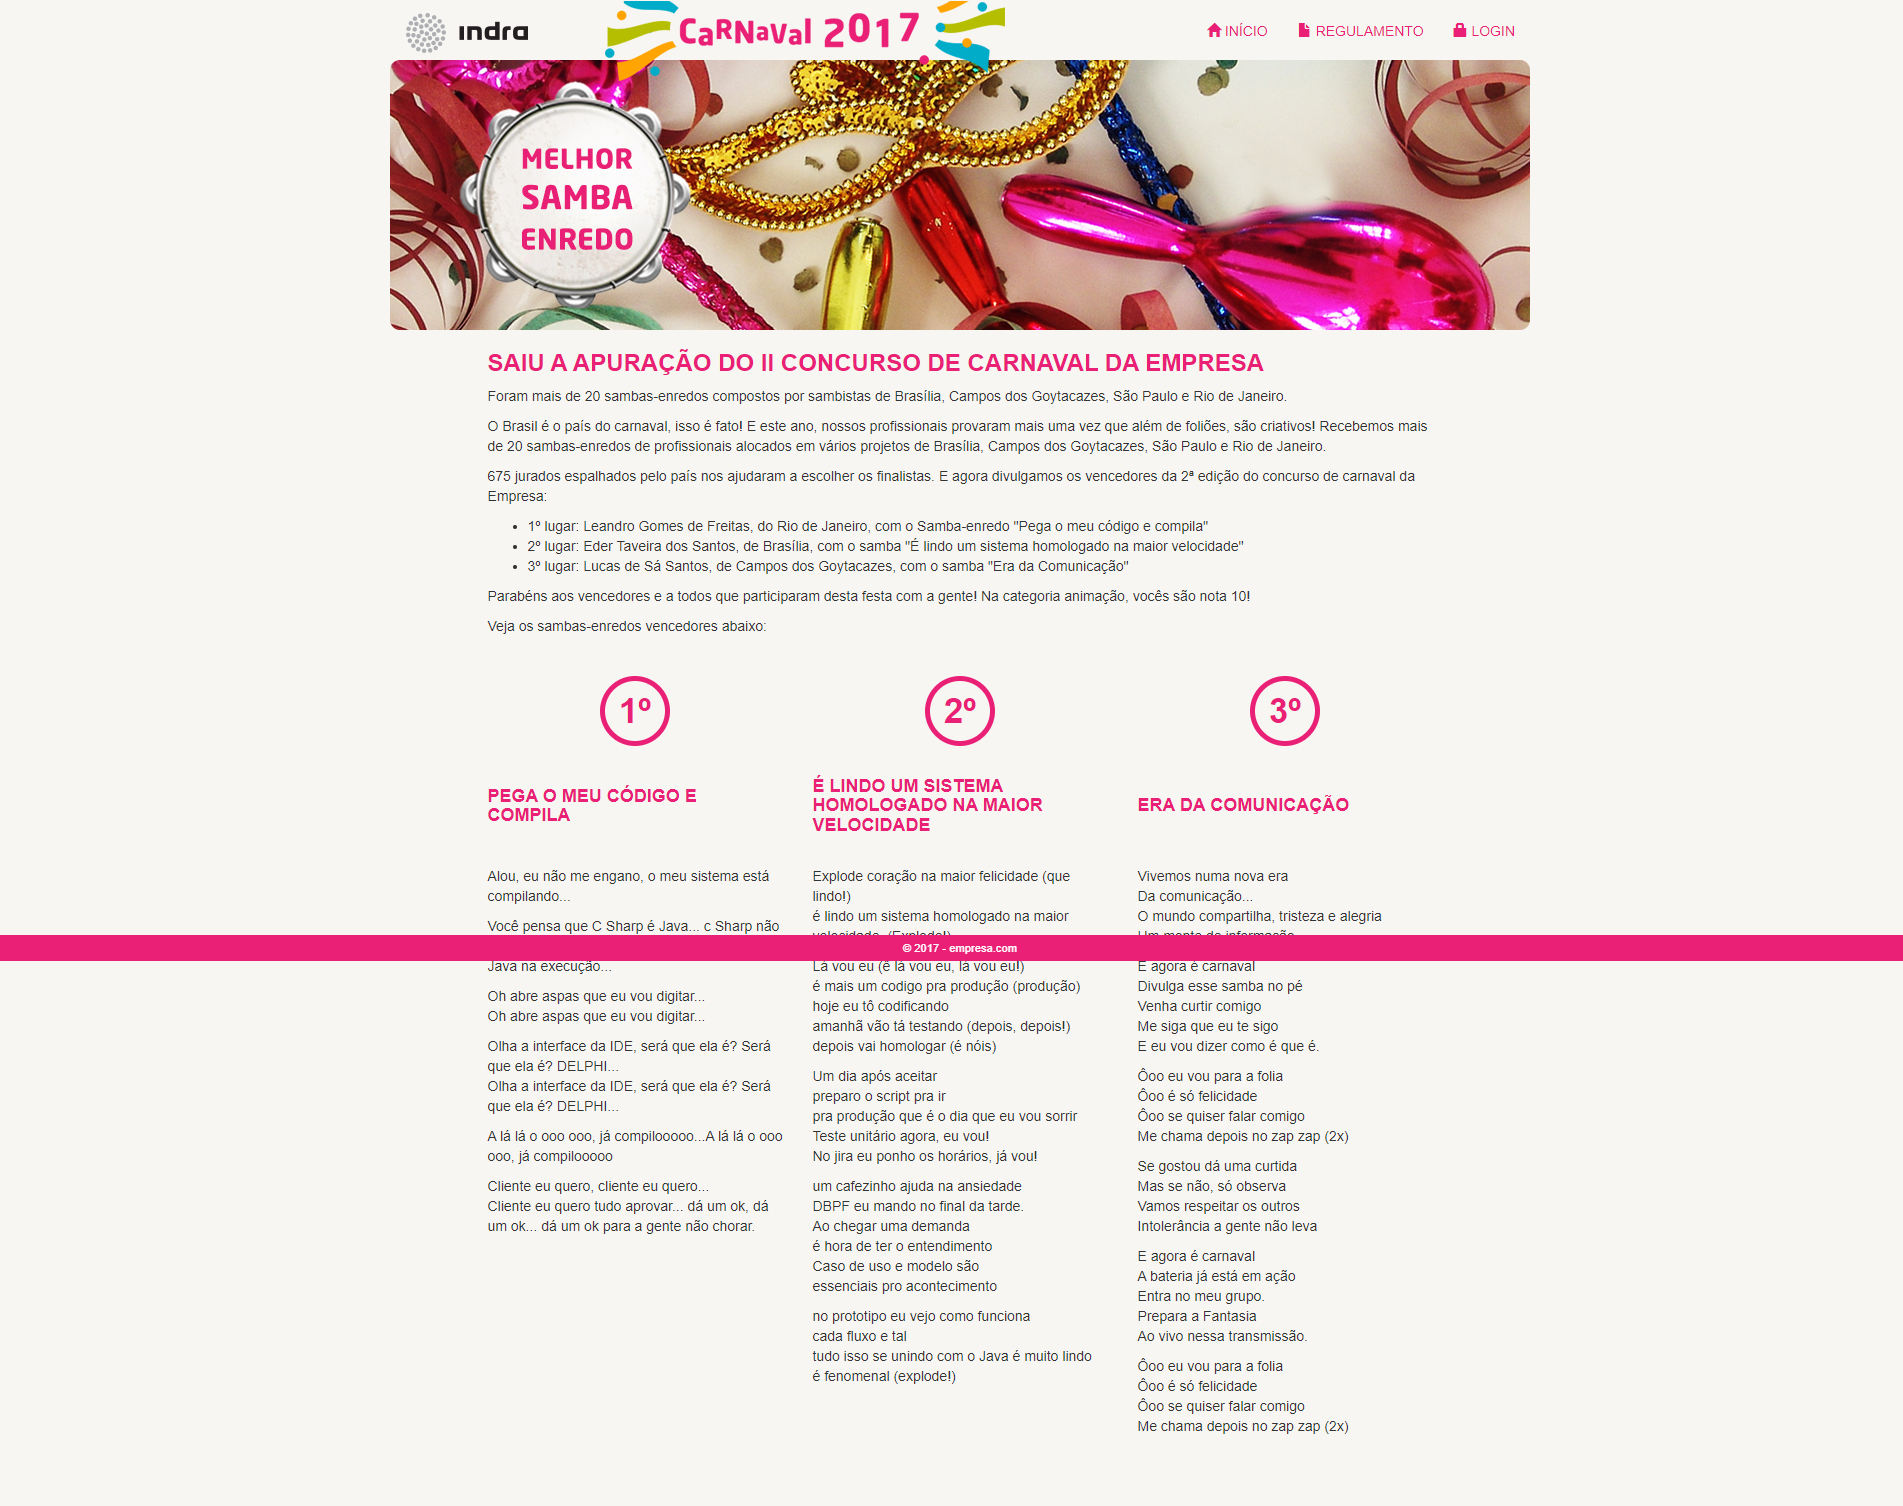 indra
CaRNaVal 2017
INÍCIO
REGULAMENTO
LOGIN
MELHOR
SAMBA
ENREDO
SAIU A APURAÇÃO DO II CONCURSO DE CARNAVAL DA EMPRESA
Foram mais de 20 sambas-enredos compostos por sambistas de Brasília, Campos dos Goytacazes, São Paulo e Rio de Janeiro.
O Brasil é o país do carnaval, isso é fato! E este ano, nossos profissionais provaram mais uma vez que além de foliões, são criativos! Recebemos mais
de 20 sambas-enredos de profissionais alocados em vários projetos de Brasília, Campos dos Goytacazes, São Paulo e Rio de Janeiro.
675 jurados espalhados pelo país nos ajudaram a escolher os finalistas. E agora divulgamos os vencedores da 2ª edição do concurso de carnaval da
Empresa:
• 1º lugar: Leandro Gomes de Freitas, do Rio de Janeiro, com o Samba-enredo "Pega o meu código e compila"
• 2º lugar: Eder Taveira dos Santos, de Brasília, com o samba "É lindo um sistema homologado na maior velocidade"
• 3º lugar: Lucas de Sá Santos, de Campos dos Goytacazes, com o samba "Era da Comunicação"
Parabéns aos vencedores e a todos que participaram desta festa com a gente! Na categoria animação, vocês são nota 10!
Veja os sambas-enredos vencedores abaixo:
1º
PEGA O MEU CÓDIGO E
COMPILA
Alou, eu não me engano, o meu sistema está
compilando...
Você pensa que C Sharp é Java... c Sharp não
Java na execução...
Oh abre aspas que eu vou digitar...
Oh abre aspas que eu vou digitar...
Olha a interface da IDE, será que ela é? Será
que ela é? DELPHI...
Olha a interface da IDE, será que ela é? Será
que ela é? DELPHI...
A lá lá o ooo ooo, já compilooooo...A lá lá o ooo
ooo, já compilooooo
Cliente eu quero, cliente eu quero...
Cliente eu quero tudo aprovar... dá um ok, dá
um ok... dá um ok para a gente não chorar.
2º
É LINDO UM SISTEMA
HOMOLOGADO NA MAIOR
VELOCIDADE
Explode coração na maior felicidade (que
lindo!)
é lindo um sistema homologado na maior
velocidade. (Explode!)
Lá vou eu (ê lá vou eu, lá vou eu!)
é mais um codigo pra produção (produção)
hoje eu tô codificando
amanhã vão tá testando (depois, depois!)
depois vai homologar (é nóis)
Um dia após aceitar
preparo o script pra ir
pra produção que é o dia que eu vou sorrir
Teste unitário agora, eu vou!
No jira eu ponho os horários, já vou!
um cafezinho ajuda na ansiedade
DBPF eu mando no final da tarde.
Ao chegar uma demanda
é hora de ter o entendimento
Caso de uso e modelo são
essenciais pro acontecimento
no prototipo eu vejo como funciona
cada fluxo e tal
tudo isso se unindo com o Java é muito lindo
é fenomenal (explode!)
3º
ERA DA COMUNICAÇÃO
Vivemos numa nova era
Da comunicação...
O mundo compartilha, tristeza e alegria
Um monte de informação
E agora é carnaval
Divulga esse samba no pé
Venha curtir comigo
Me siga que eu te sigo
E eu vou dizer como é que é.
Ôoo eu vou para a folia
Ôoo é só felicidade
Ôoo se quiser falar comigo
Me chama depois no zap zap (2x)
Se gostou dá uma curtida
Mas se não, só observa
Vamos respeitar os outros
Intolerância a gente não leva
E agora é carnaval
A bateria já está em ação
Entra no meu grupo.
Prepara a Fantasia
Ao vivo nessa transmissão.
Ôoo eu vou para a folia
Ôoo é só felicidade
Ôoo se quiser falar comigo
Me chama depois no zap zap (2x)
© 2017 - empresa.com